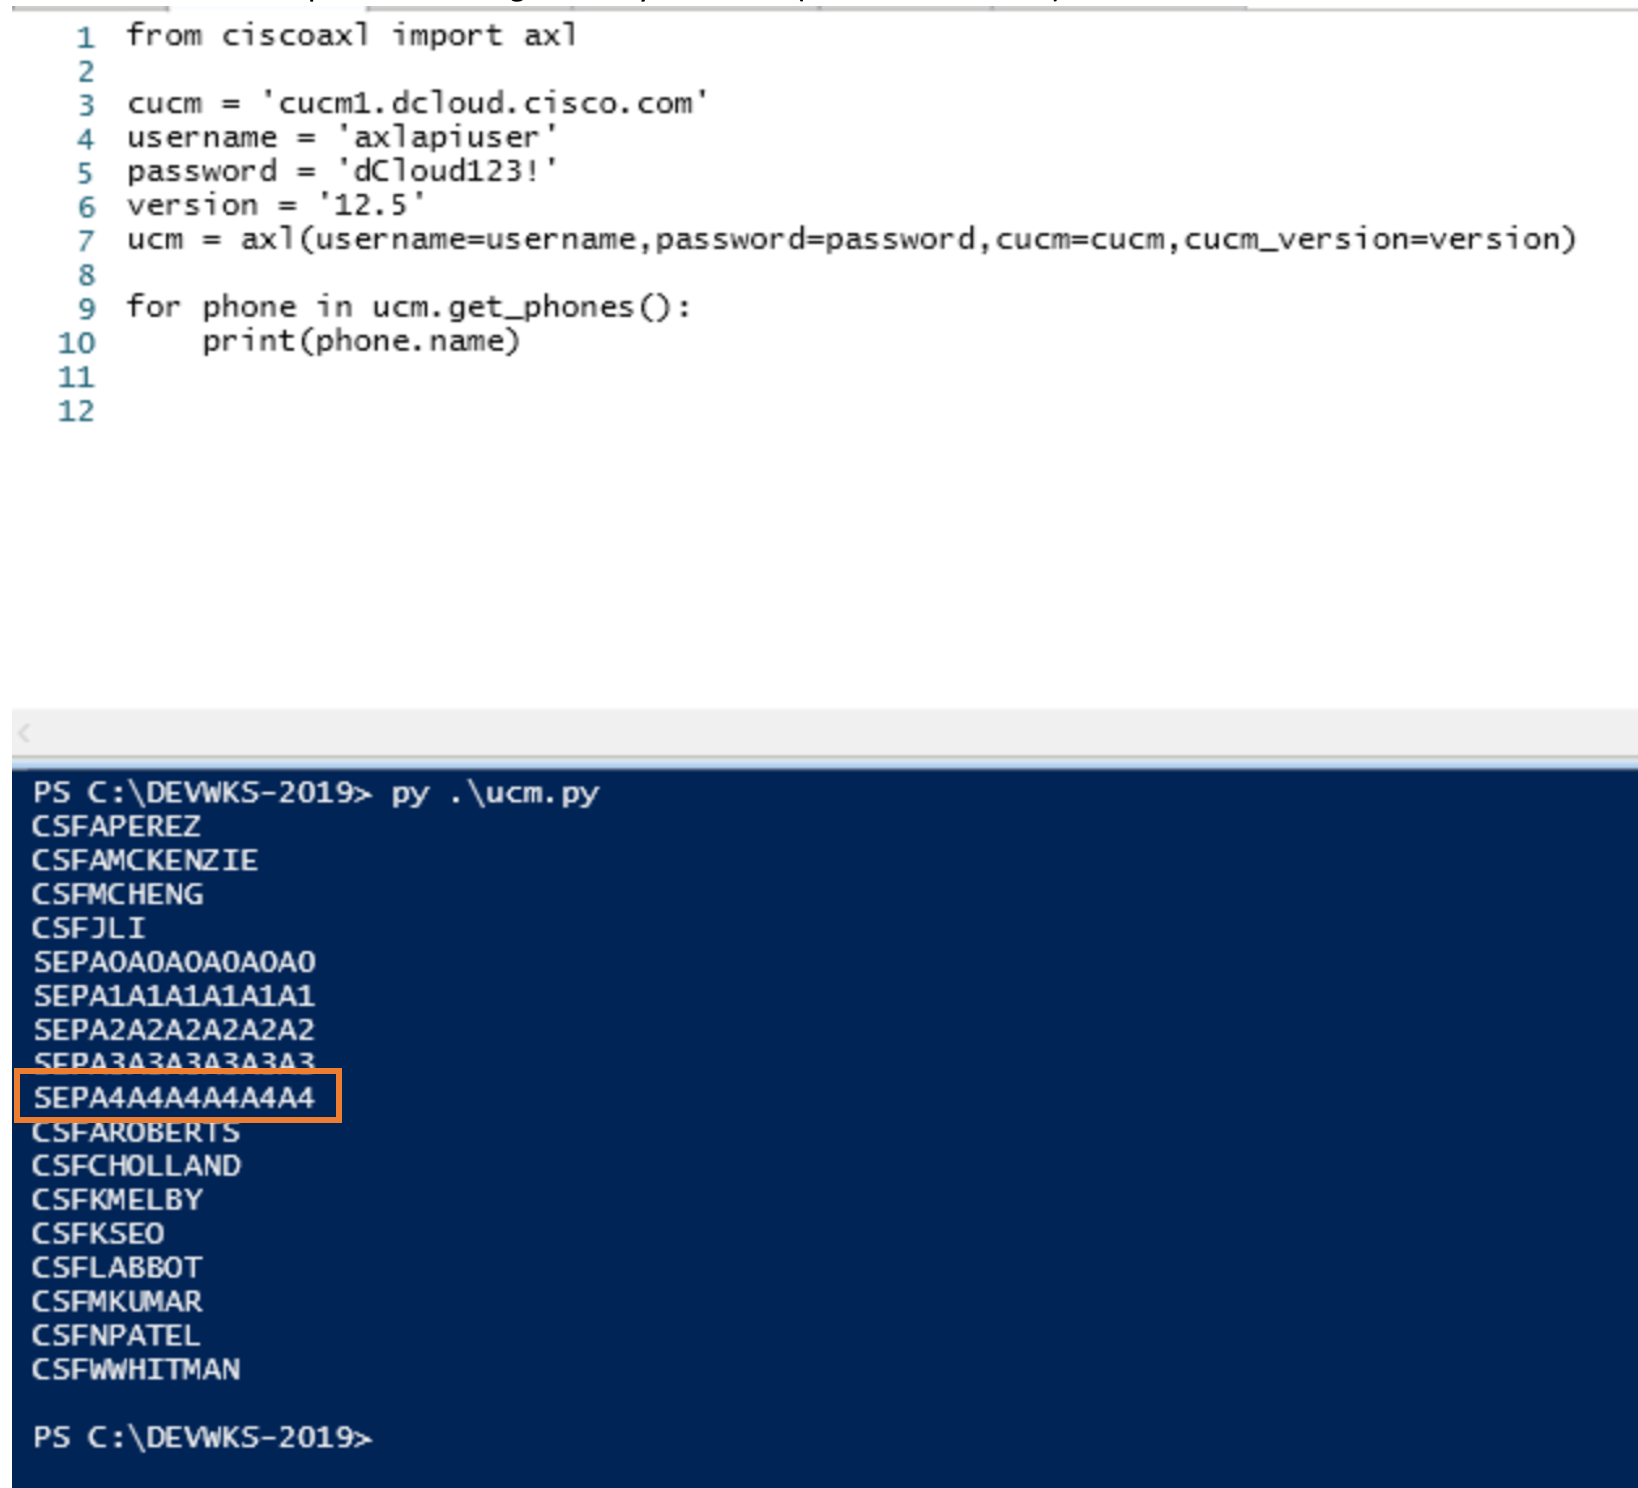 1 from ciscoaxl import axl
2
3 cucm = 'cucm1.dcloud.cisco.com'
4 username = 'axlapiuser'
5 password = 'dCloud123!'
6 version = '12.5'
7 ucm = axl(username=username,password=password,cucm=cucm,cucm_version=version)
8
9 for phone in ucm.get_phones():
10 print(phone.name)
11
12
PS C:\DEVWKS-2019> py .\ucm.py
CSFAPEREZ
CSFAMCKENZIE
CSFMCHENG
CSFJLI
SEPA0A0A0A0A0A0
SEPA1A1A1A1A1A1
SEPA2A2A2A2A2A2
SEPA3A3A3A3A3A3
SEPA4A4A4A4A4A4
CSFAROBERTS
CSFCHOLLAND
CSFKMELBY
CSFKSEO
CSFLABBOT
CSFMKUMAR
CSFNPATEL
CSFWWHITMAN
PS C:\DEVWKS-2019>